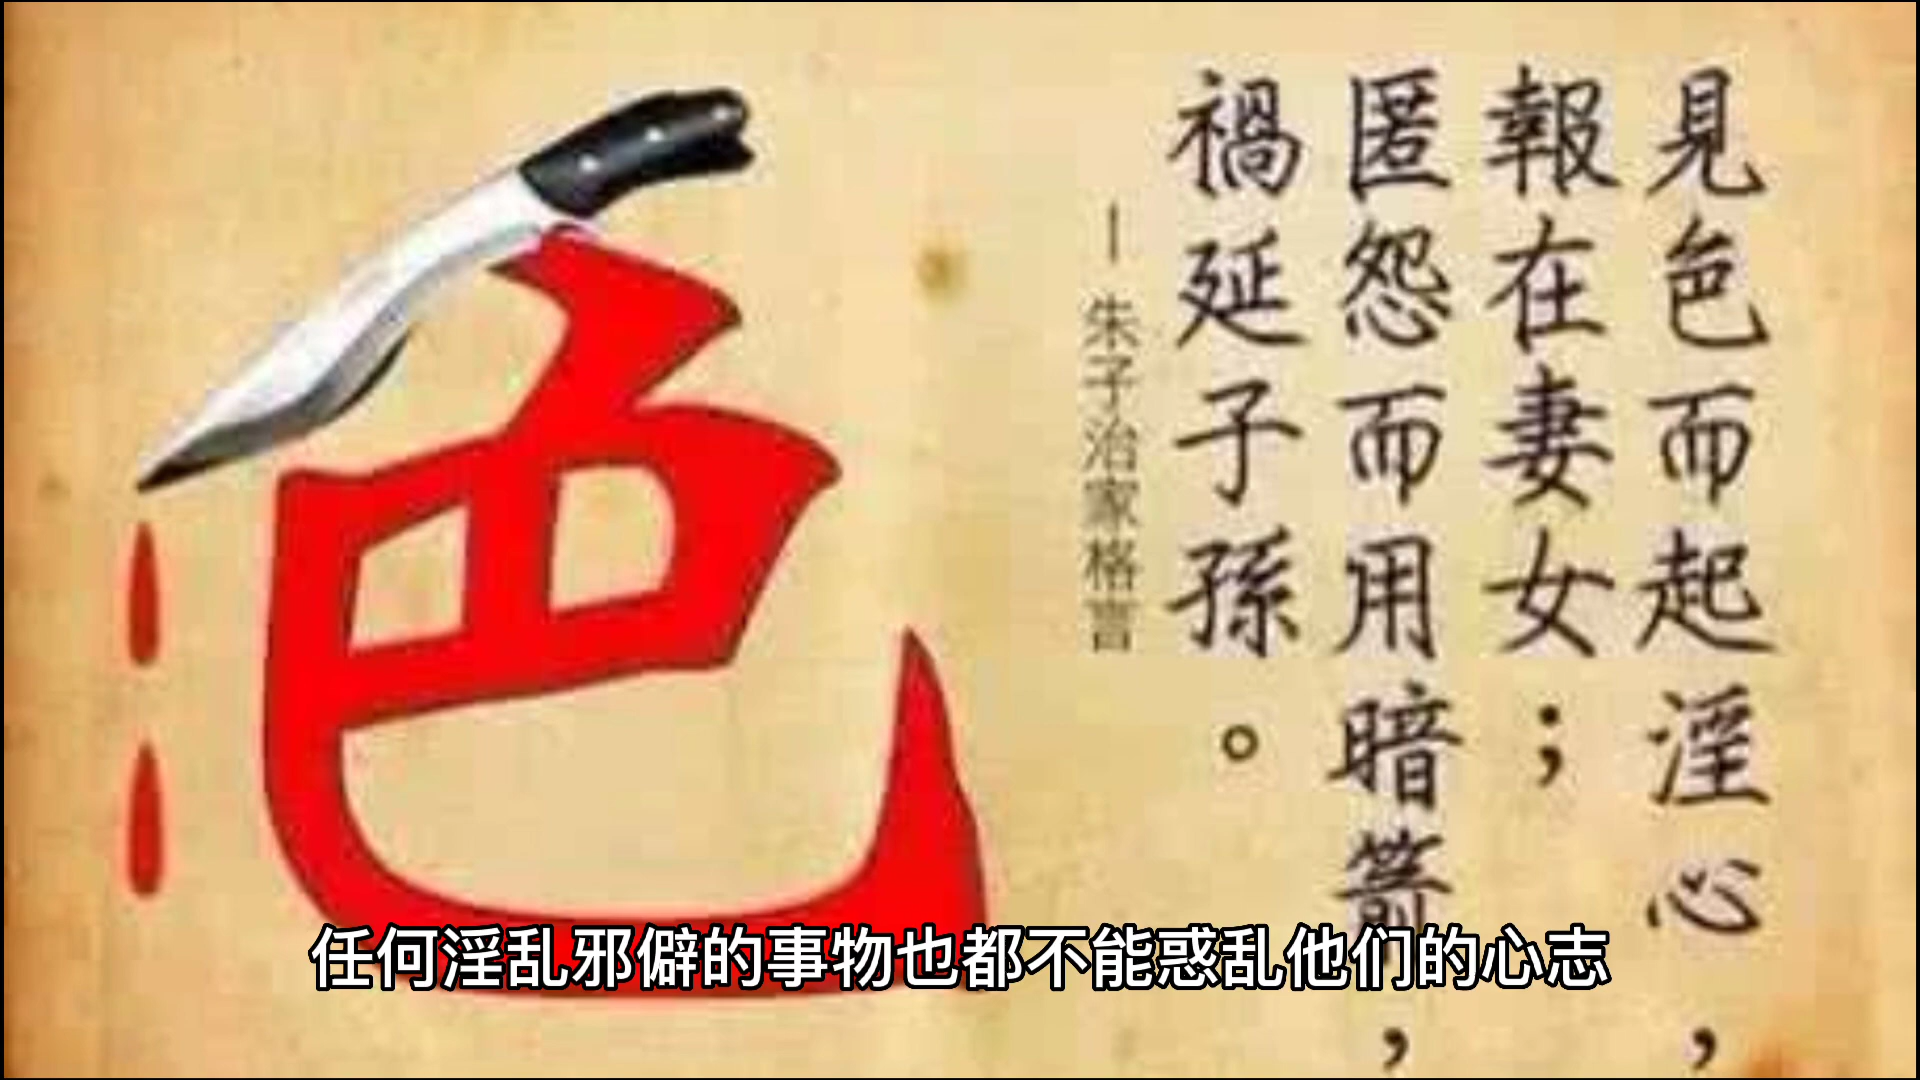 色
見色而起淫心，
報在妻女；
匿怨而用暗箭，
禍延子孫。
—朱子治家格言
任何淫乱邪僻的事物也都不能惑乱他们的心志